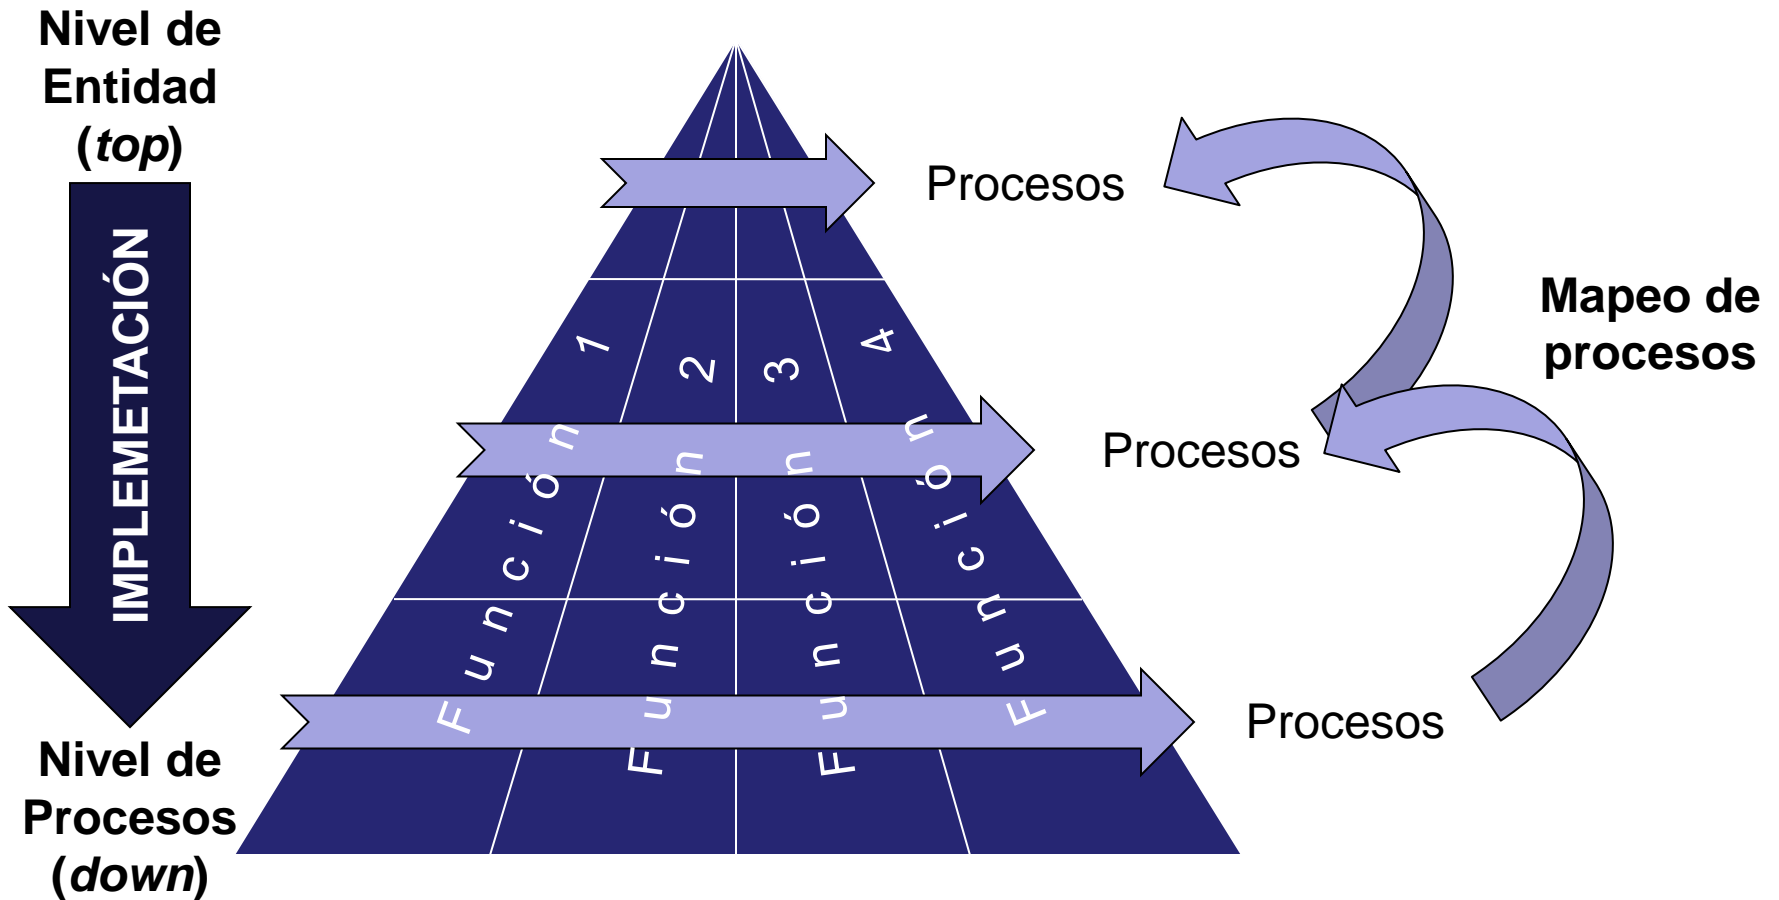 Nivel de
Entidad
(top)
IMPLEMETACIÓN
Nivel de
Procesos
(down)
Función 1
Función 2
Función 3
Función 4
Procesos
Procesos
Procesos
Mapeo de
procesos